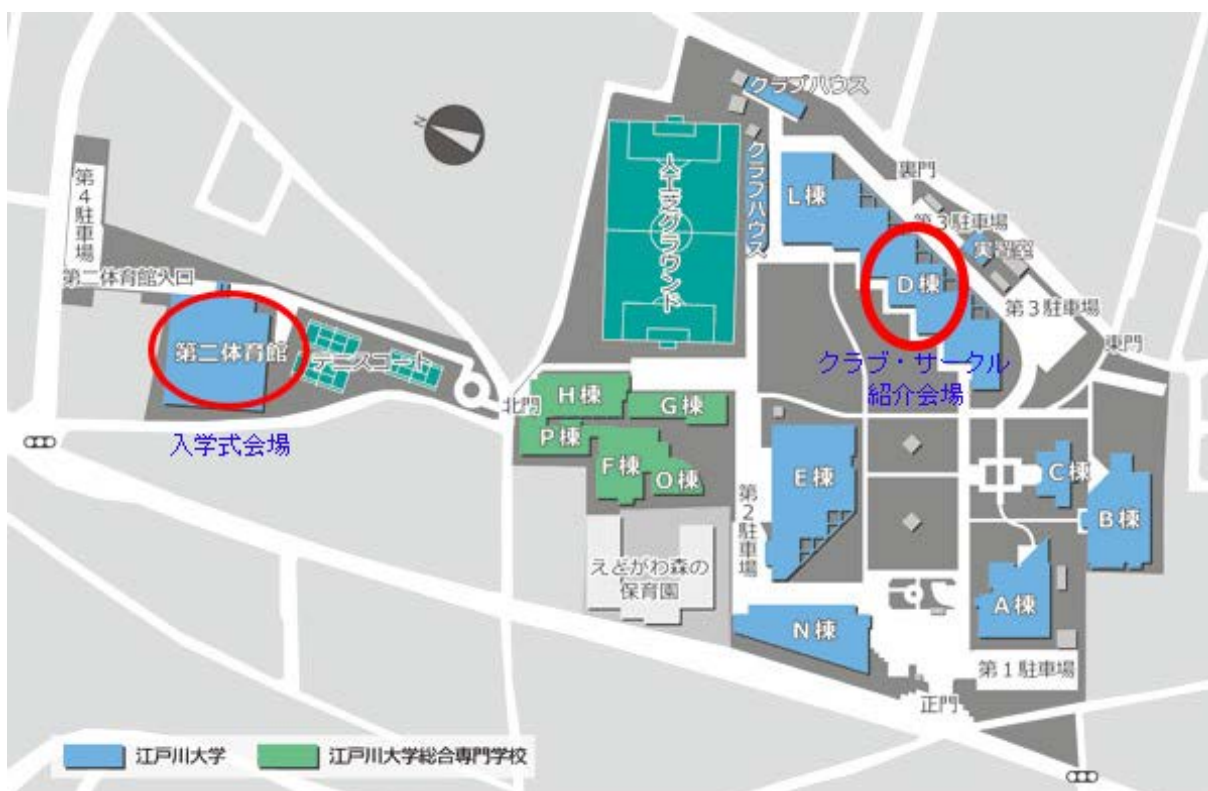 クラブハウス
N
第4駐車場
人工芝グラウンド
クラブハウス
L棟
裏門
第3駐車場
実習室
第二体育館入口
D棟
第3駐車場
第二体育館
テニスコート
東門
クラブ・サークル
紹介会場
北門
H棟
G棟
入学式会場
P棟
F棟
O棟
E棟
C棟
B棟
第2駐車場
えどがわ森の
保育園
A棟
N棟
第1駐車場
正門
江戸川大学
江戸川大学総合専門学校